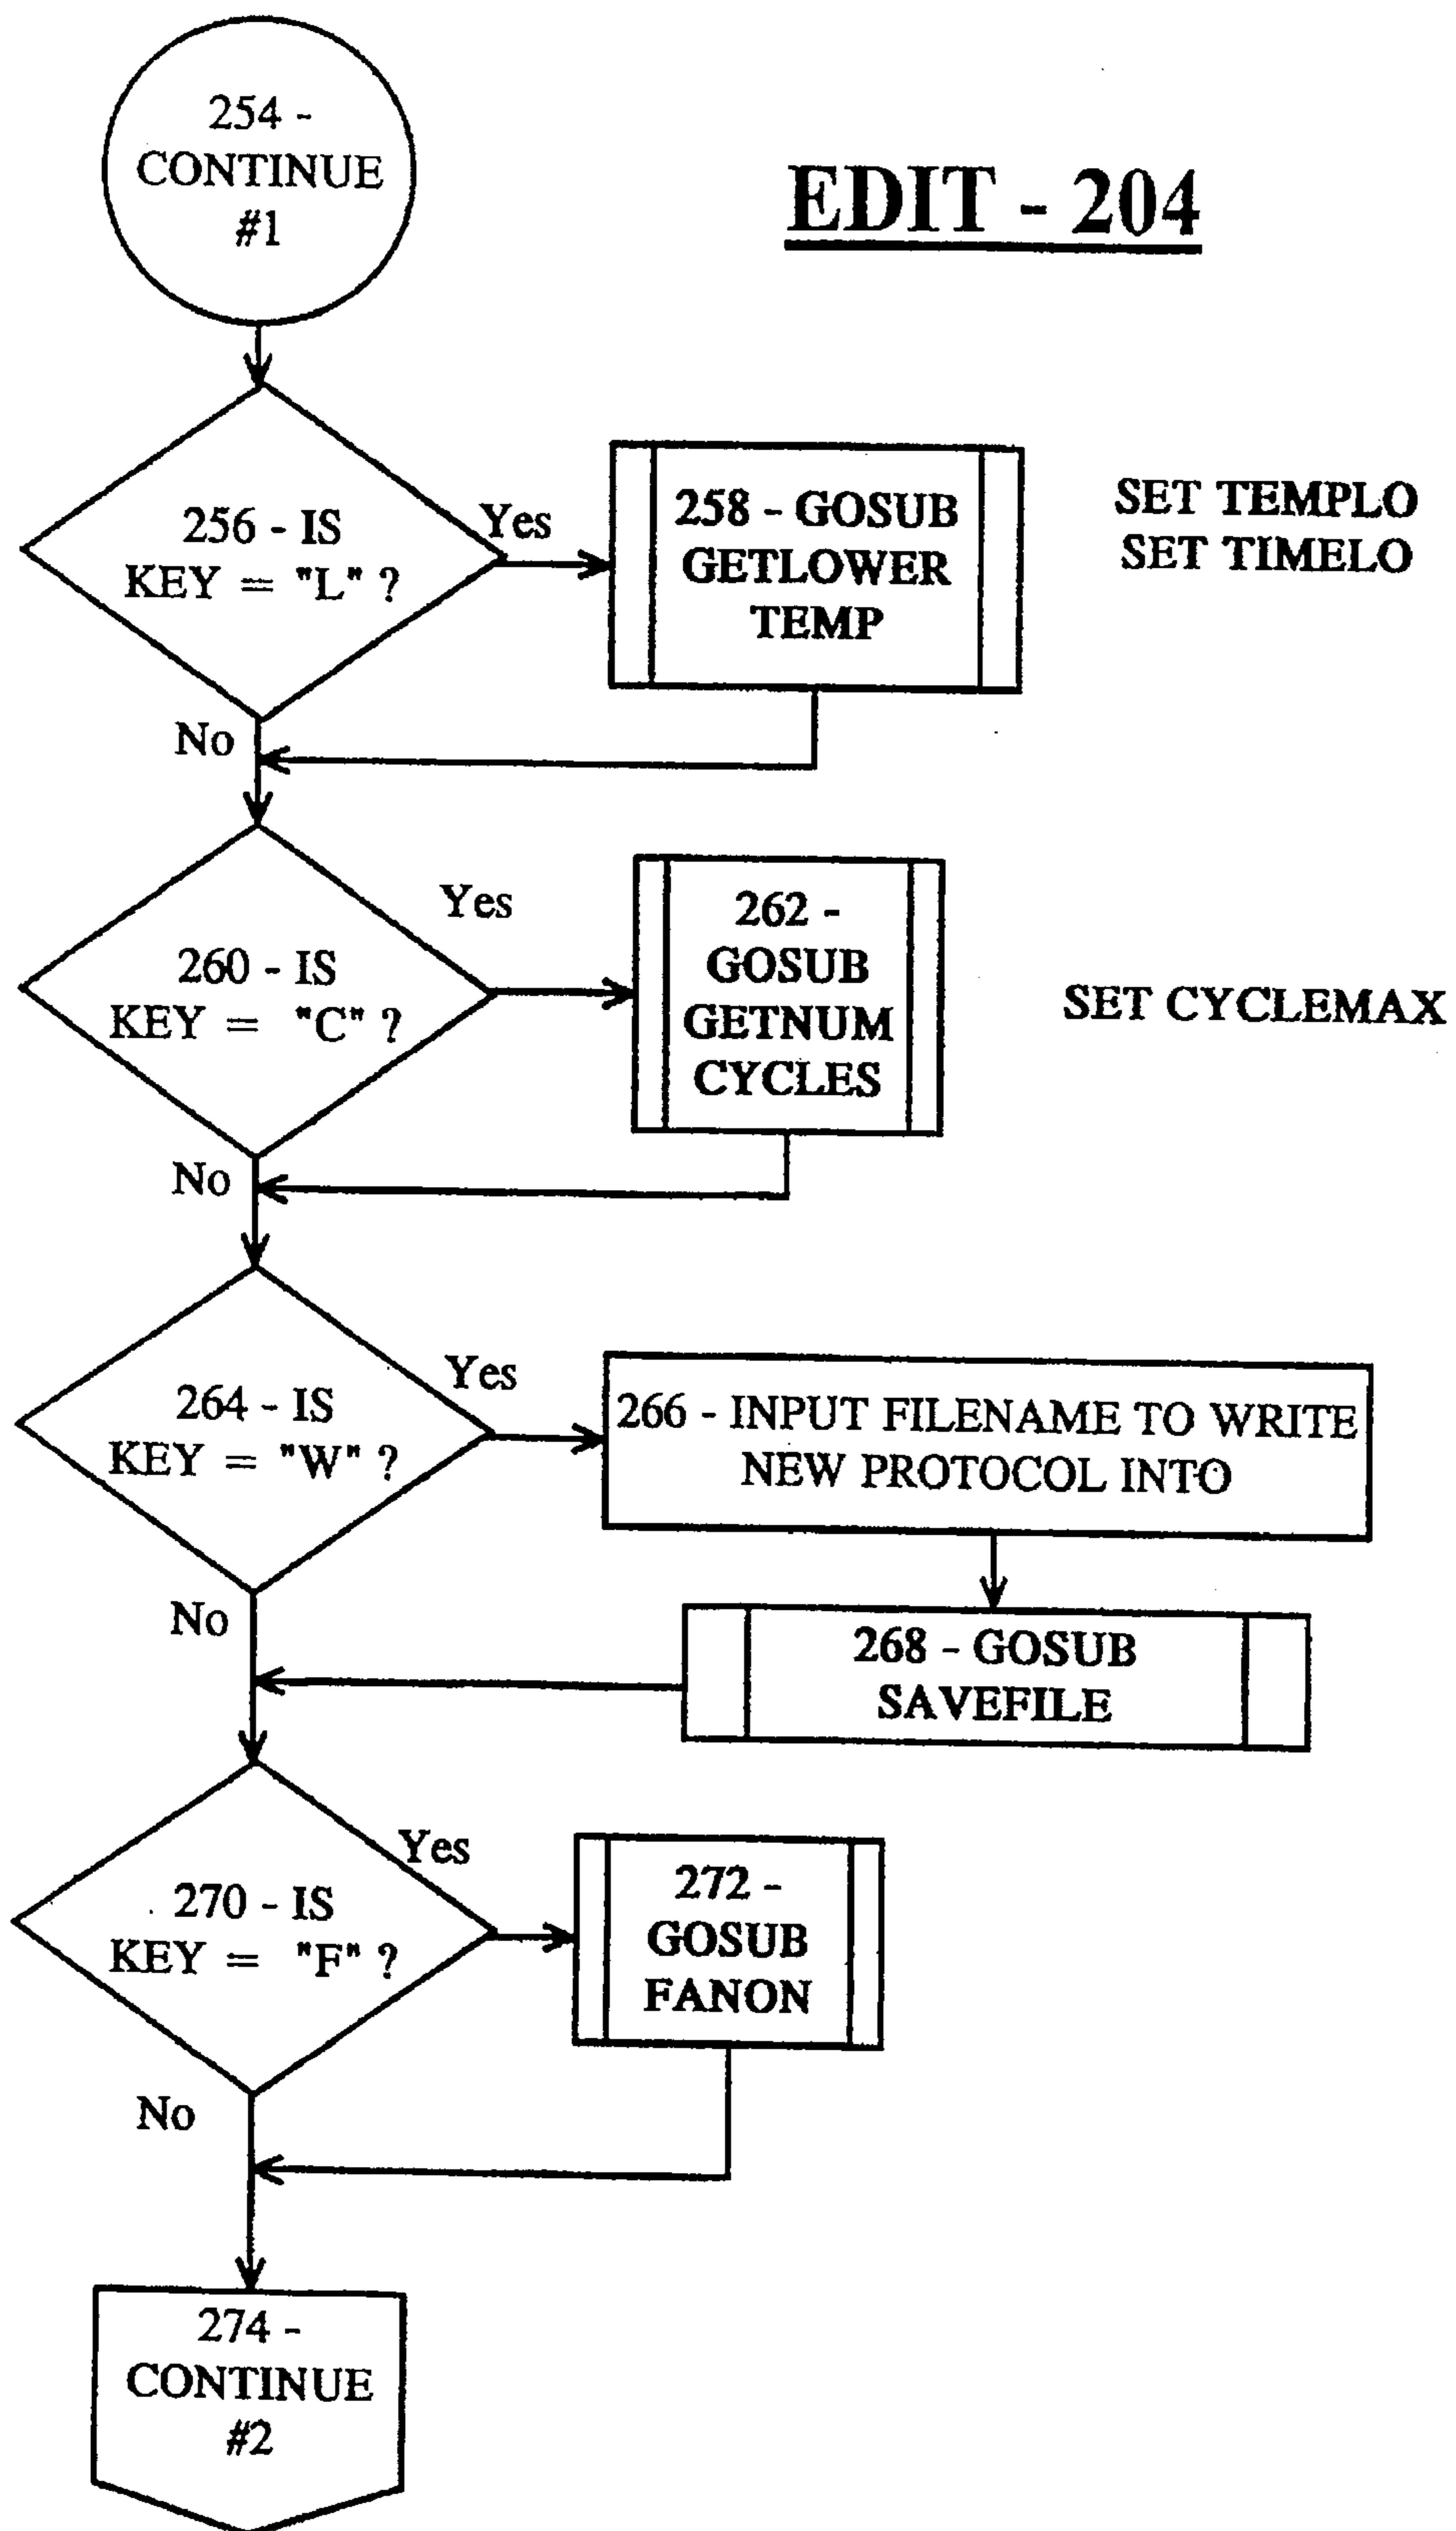 254 -
CONTINUE
#1
EDIT - 204
256 - IS
KEY = "L" ?
Yes
258 - GOSUB
GETLOWER
TEMP
SET TEMPLO
SET TIMELO
No
260 - IS
KEY = "C" ?
Yes
262 -
GOSUB
GETNUM
CYCLES
SET CYCLEMAX
No
264 - IS
KEY = "W" ?
Yes
266 - INPUT FILENAME TO WRITE
NEW PROTOCOL INTO
No
268 - GOSUB
SAVEFILE
270 - IS
KEY = "F" ?
Yes
272 -
GOSUB
FANON
No
274 -
CONTINUE
#2